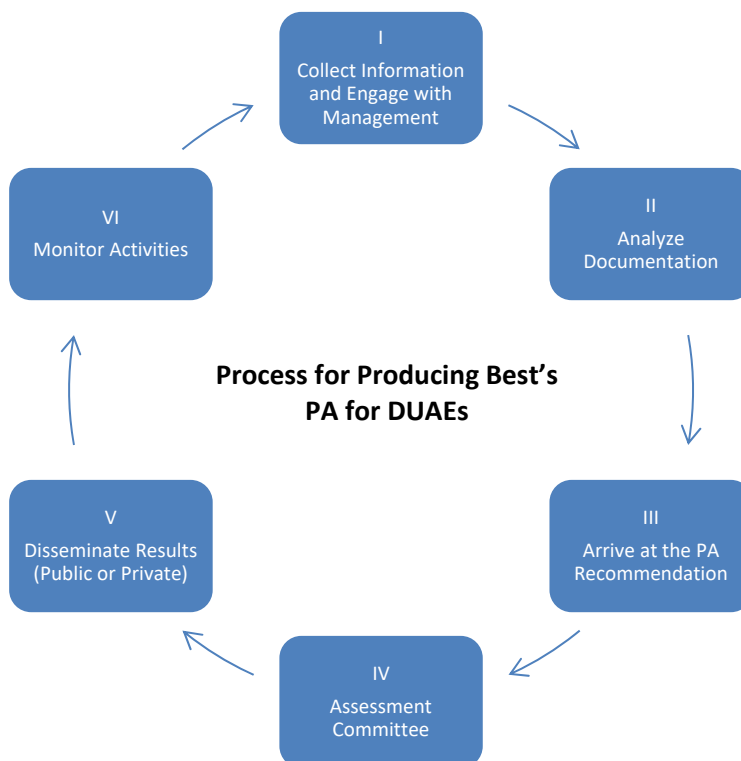 I
Collect Information
and Engage with
Management
II
Analyze
Documentation
III
Arrive at the PA
Recommendation
IV
Assessment
Committee
V
Disseminate Results
(Public or Private)
VI
Monitor Activities
Process for Producing Best’s
PA for DUAEs